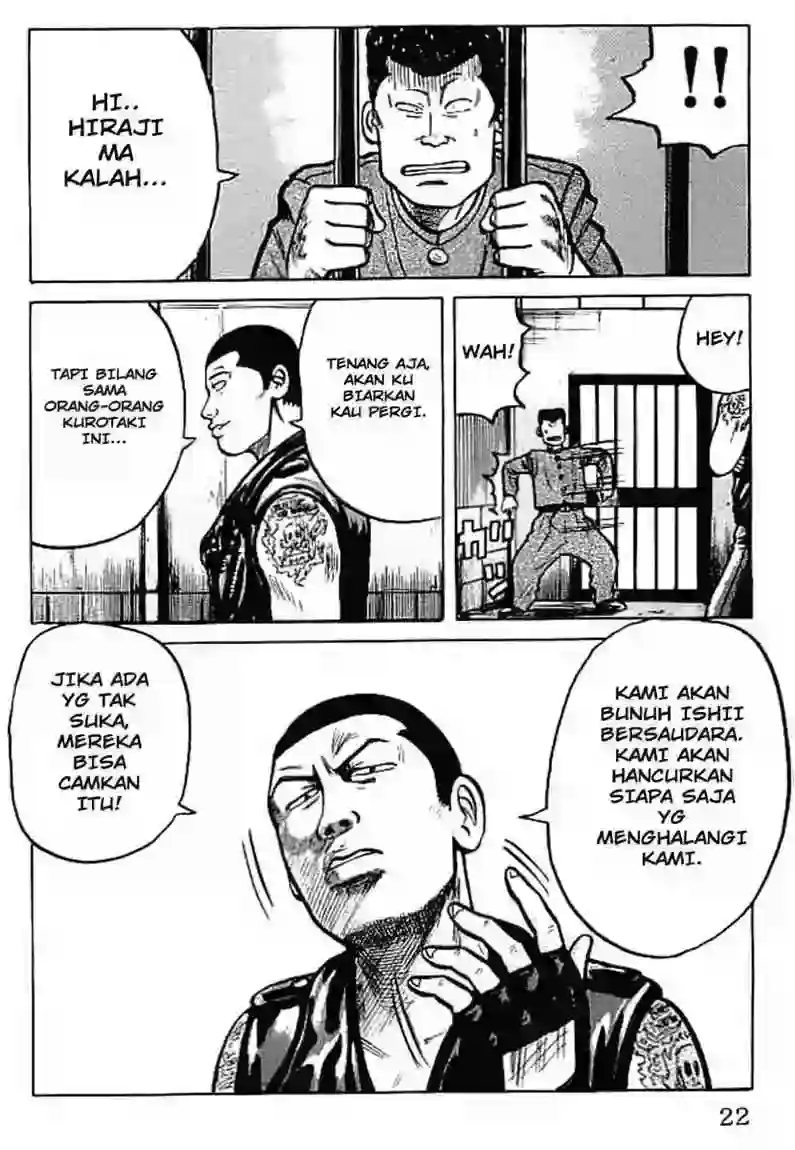 !!
HI..
HIRAJI
MA
KALAH...
HEY!
WAH!
TENANG AJA,
AKAN KU
BIARKAN
KAU PERGI.
TAPI BILANG
SAMA
ORANG-ORANG
KUROTAKI
INI...
KAMI AKAN
BUNUH ISHII
BERSAUDARA.
KAMI AKAN
HANCURKAN
SIAPA SAJA
YG
MENGHALANGI
KAMI.
JIKA ADA
YG TAK
SUKA,
MEREKA
BISA
CAMKAN
ITU!
22